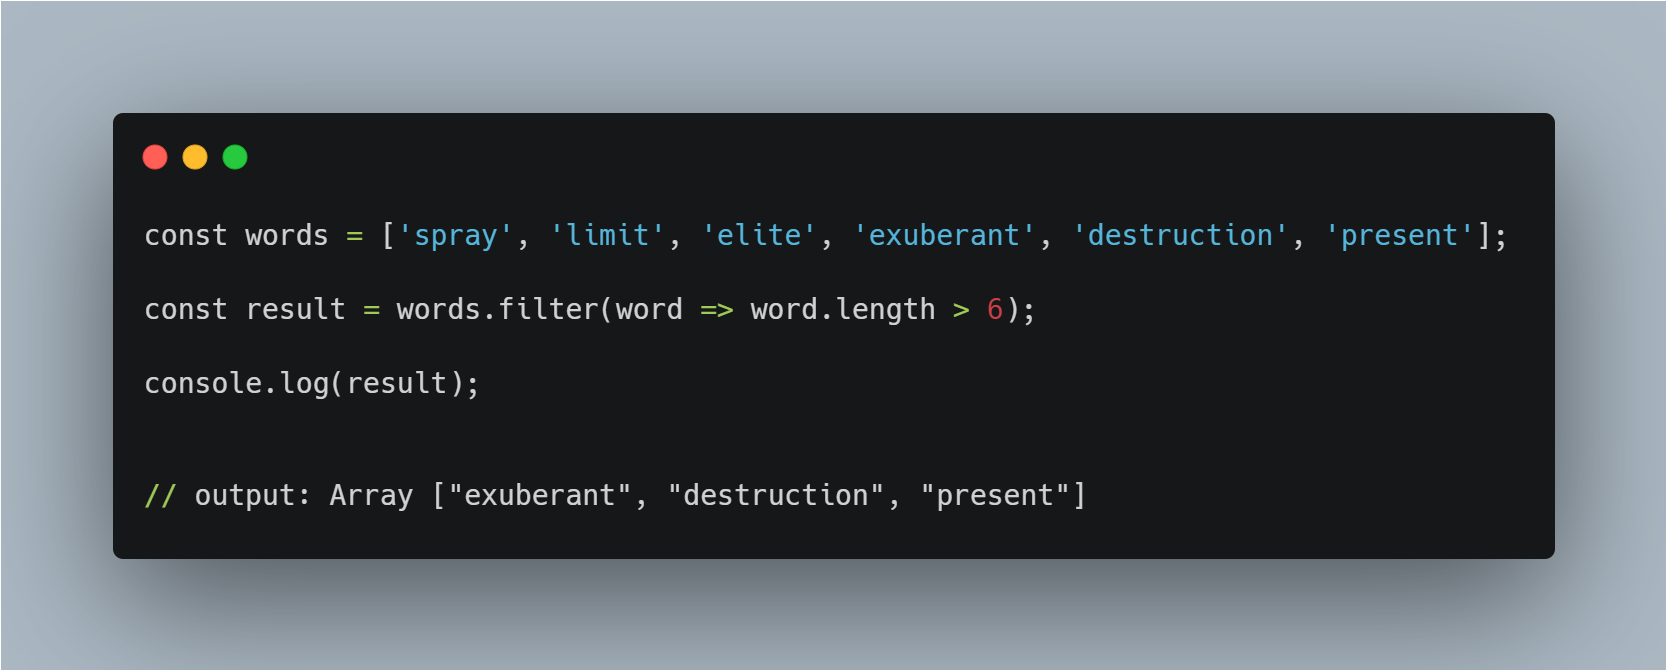 const words = ['spray', 'limit', 'elite', 'exuberant', 'destruction', 'present'];
const result = words.filter(word => word.length > 6);
console.log(result);
// output: Array ["exuberant", "destruction", "present"]